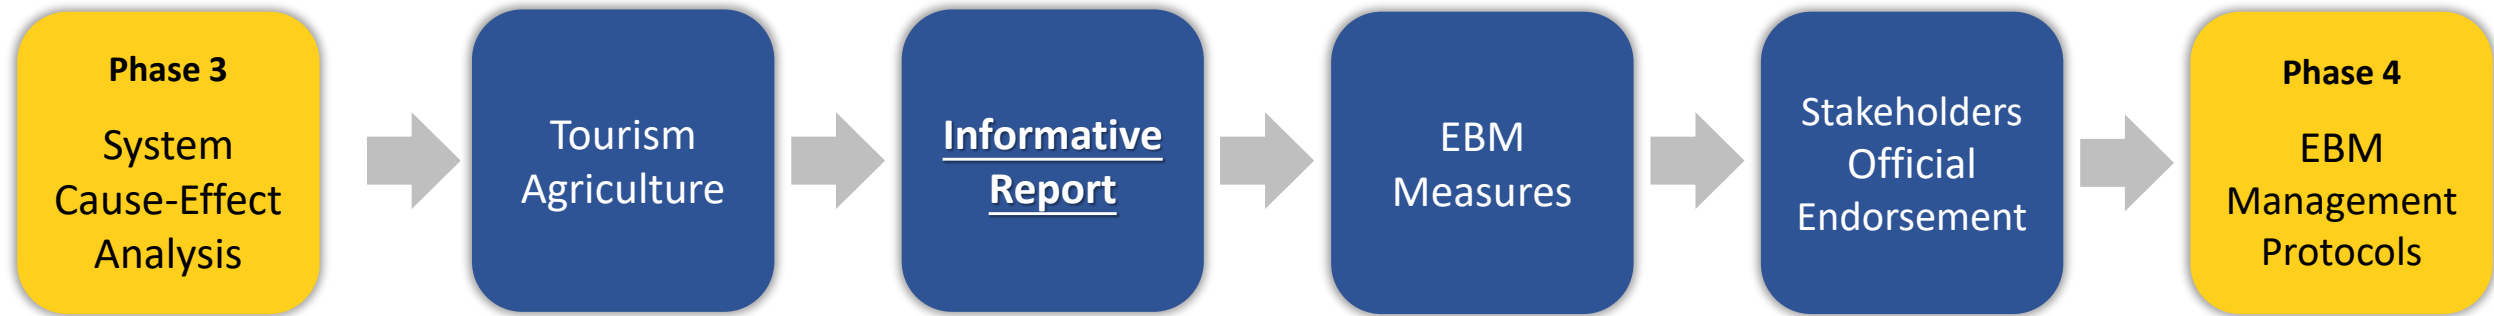 Phase 3
System
Cause-Effect
Analysis
Tourism
Agriculture
Informative
Report
EBM
Measures
Stakeholders
Official
Endorsement
Phase 4
EBM
Management
Protocols